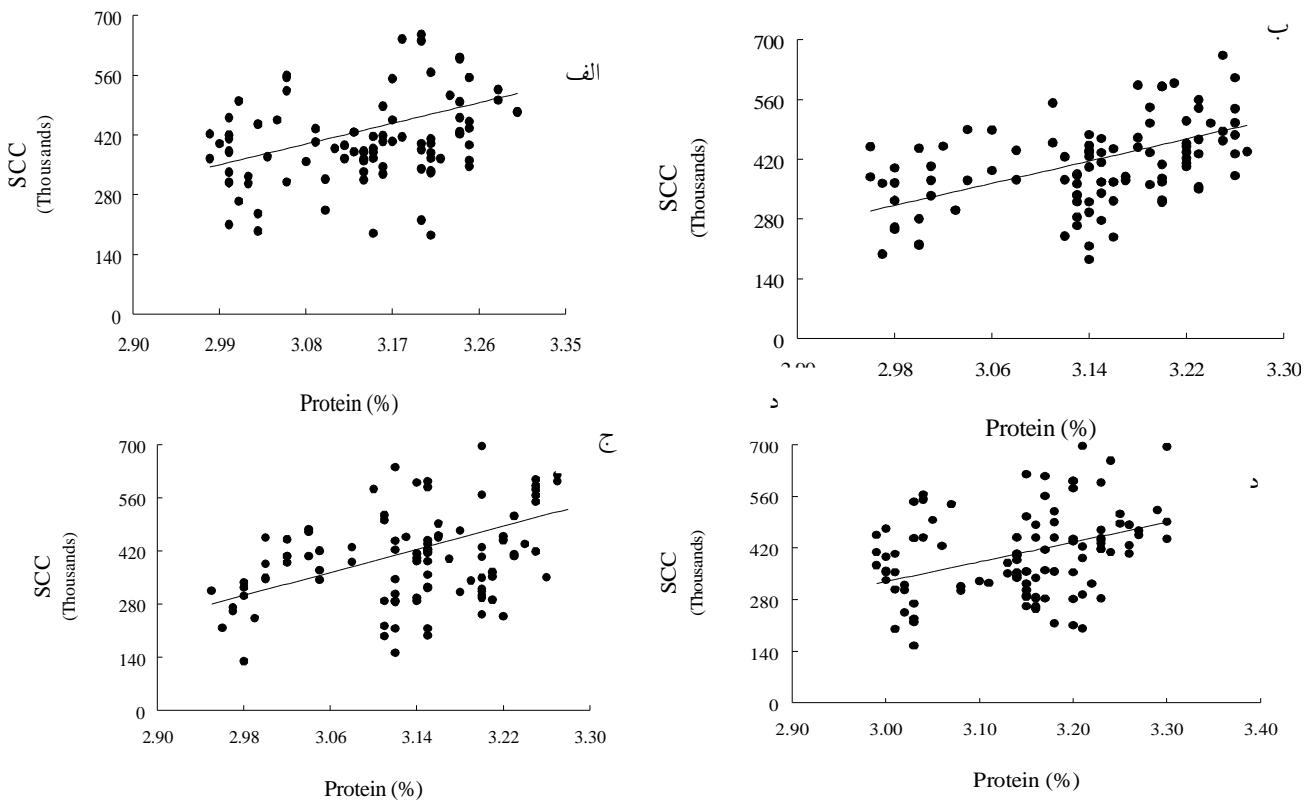 الف
700
560
420
280
140
0
SCC
(Thousands)
2.90 2.99 3.08 3.17 3.26 3.35
Protein (%)
ب
700
560
420
280
140
0
SCC
(Thousands)
2.98 3.06 3.14 3.22 3.30
Protein (%)
ج
700
560
420
280
140
0
SCC
(Thousands)
2.90 2.98 3.06 3.14 3.22 3.30
Protein (%)
د
700
560
420
280
140
0
SCC
(Thousands)
2.90 3.00 3.10 3.20 3.30 3.40
Protein (%)